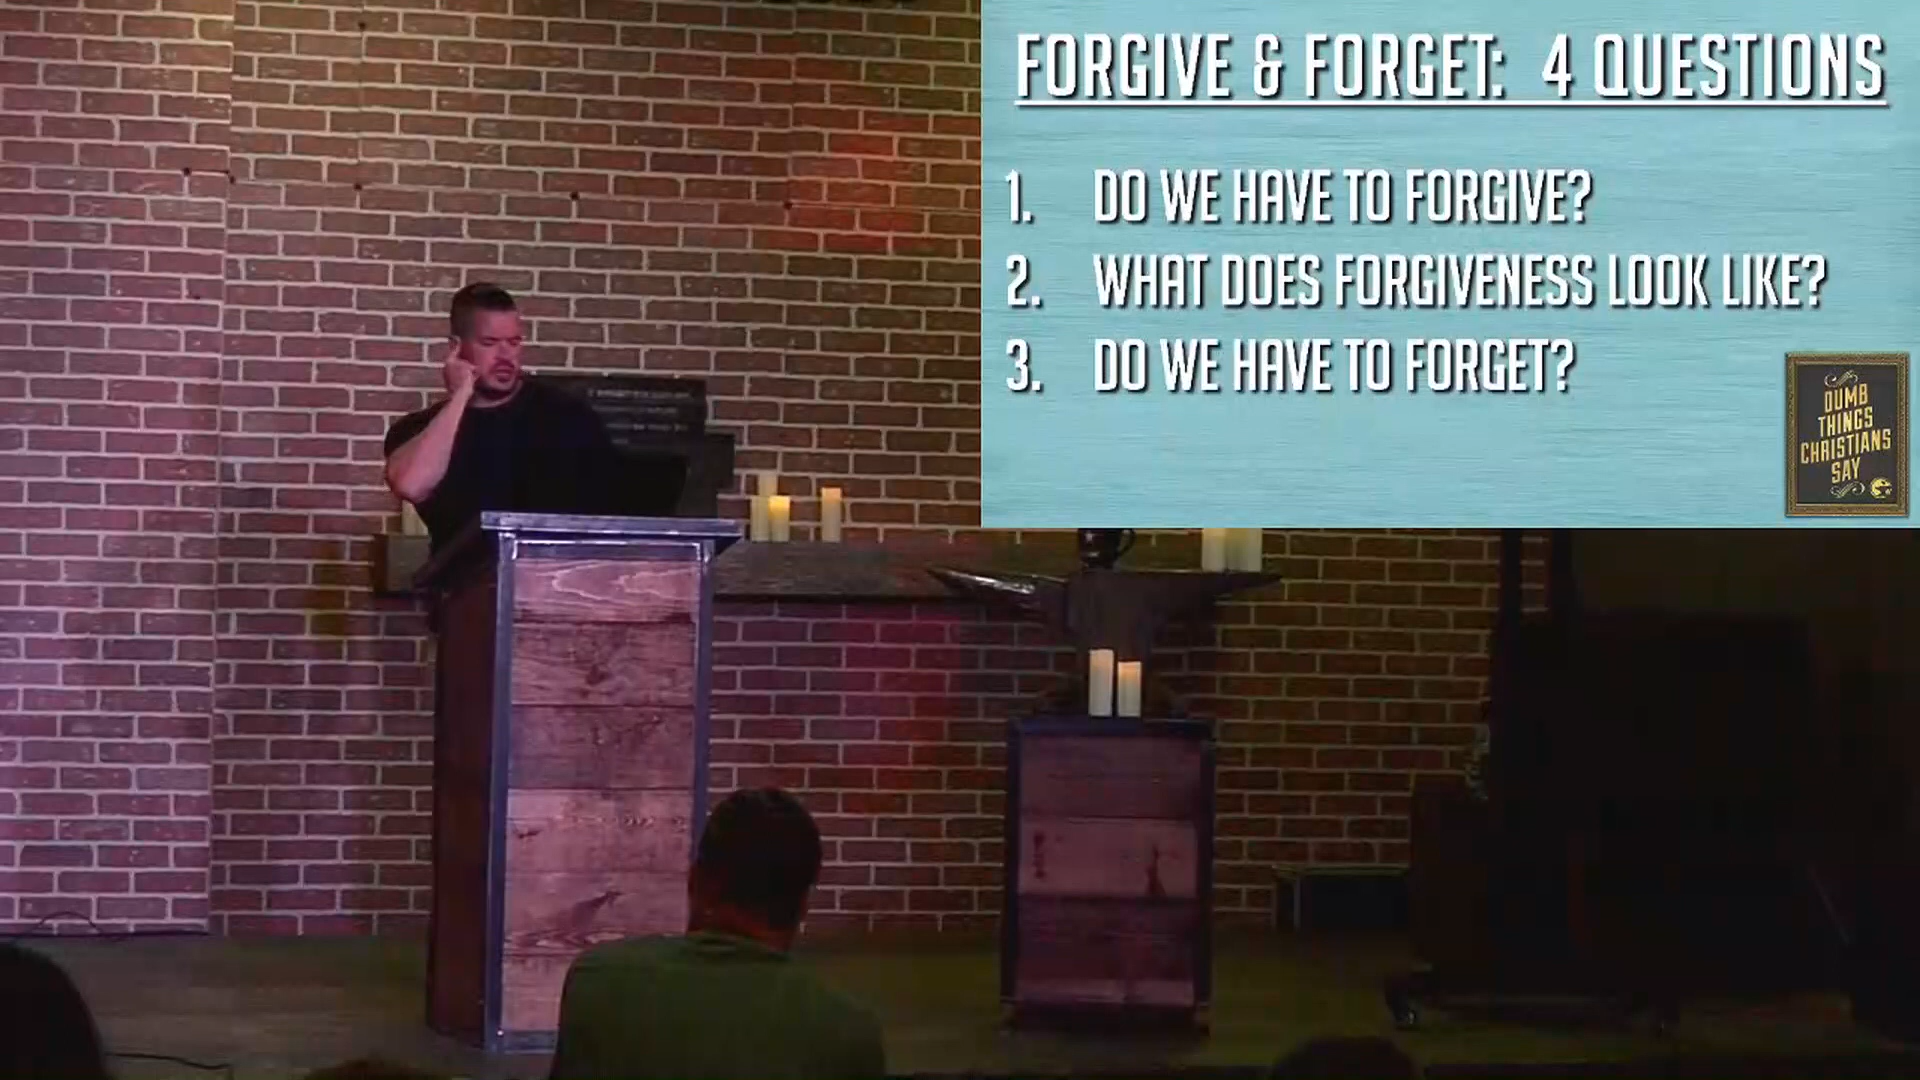 FORGIVE & FORGET: 4 QUESTIONS
1. DO WE HAVE TO FORGIVE?
2. WHAT DOES FORGIVENESS LOOK LIKE?
3. DO WE HAVE TO FORGET?
DUMB
THINGS
CHRISTIANS
SAY